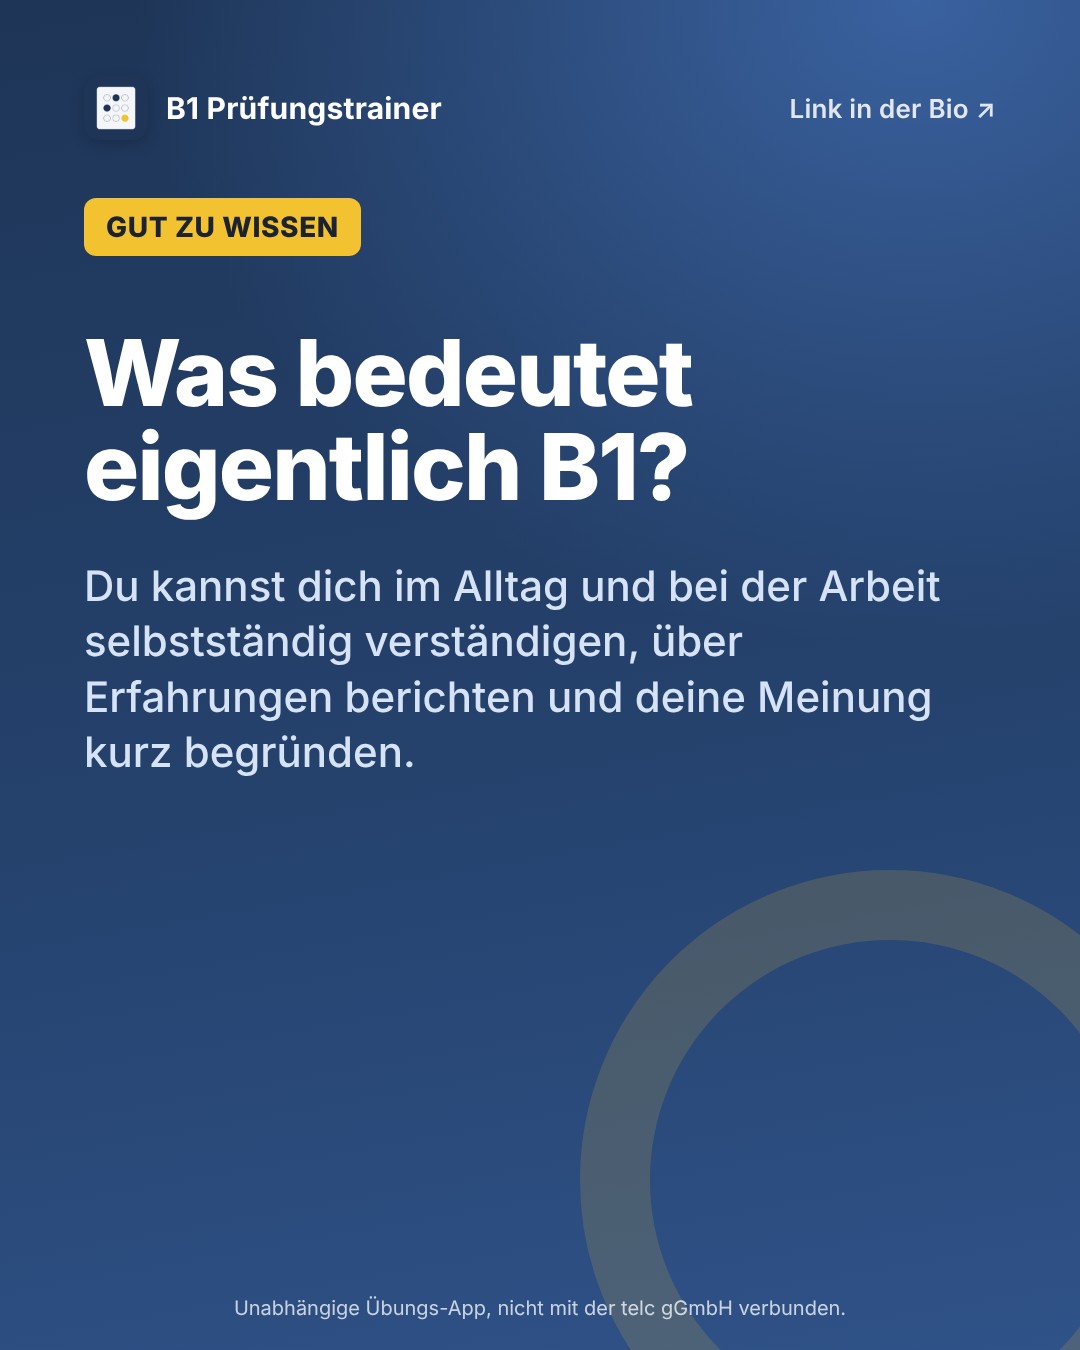 B1 Prüfungstrainer
Link in der Bio ↗
GUT ZU WISSEN
Was bedeutet
eigentlich B1?
Du kannst dich im Alltag und bei der Arbeit
selbstständig verständigen, über
Erfahrungen berichten und deine Meinung
kurz begründen.
Unabhängige Übungs-App, nicht mit der telc gGmbH verbunden.